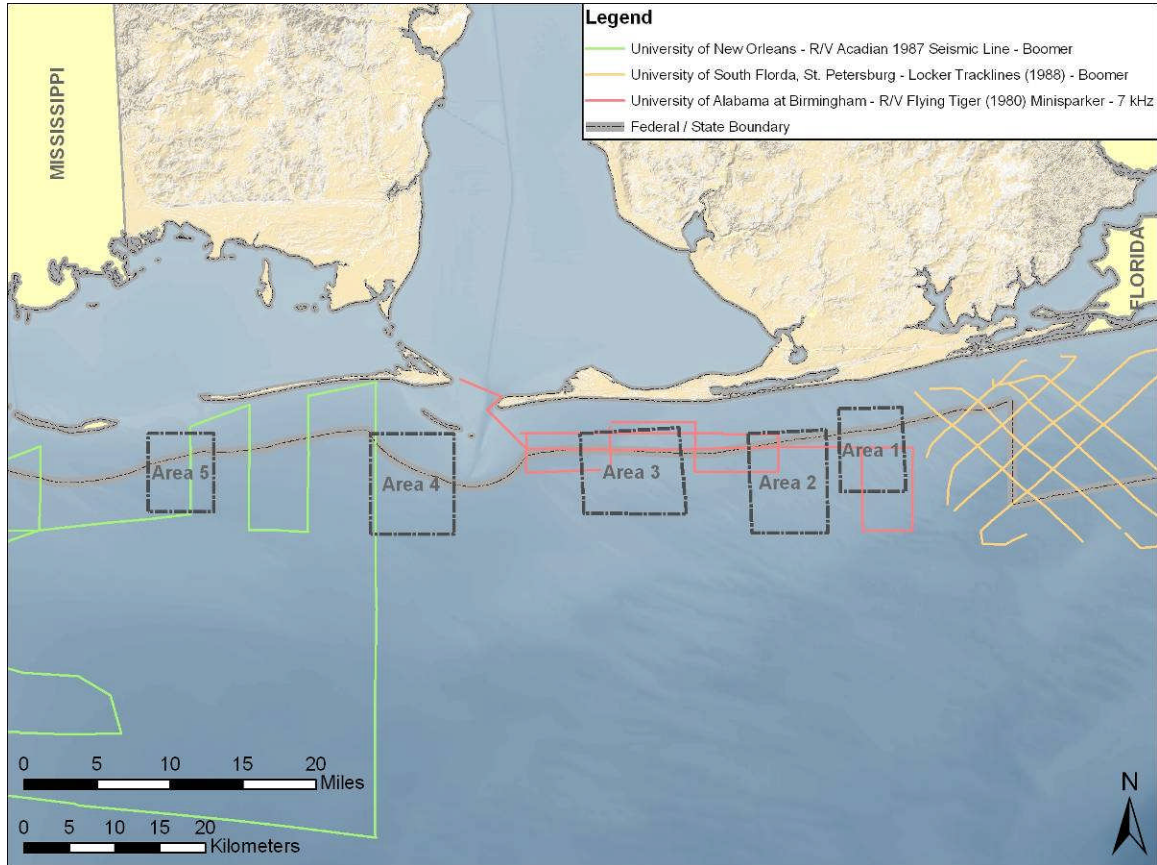 Legend
University of New Orleans - R/V Acadian 1987 Seismic Line - Boomer
University of South Florda, St. Petersburg - Locker Tracklines (1988) - Boomer
University of Alabama at Birmingham - R/V Flying Tiger (1980) Minisparker - 7 kHz
Federal / State Boundary
MISSISSIPPI
FLORIDA
Area 5
Area 4
Area 3
Area 2
Area 1
0 5 10 15 20
Miles
0 5 10 15 20
Kilometers
N